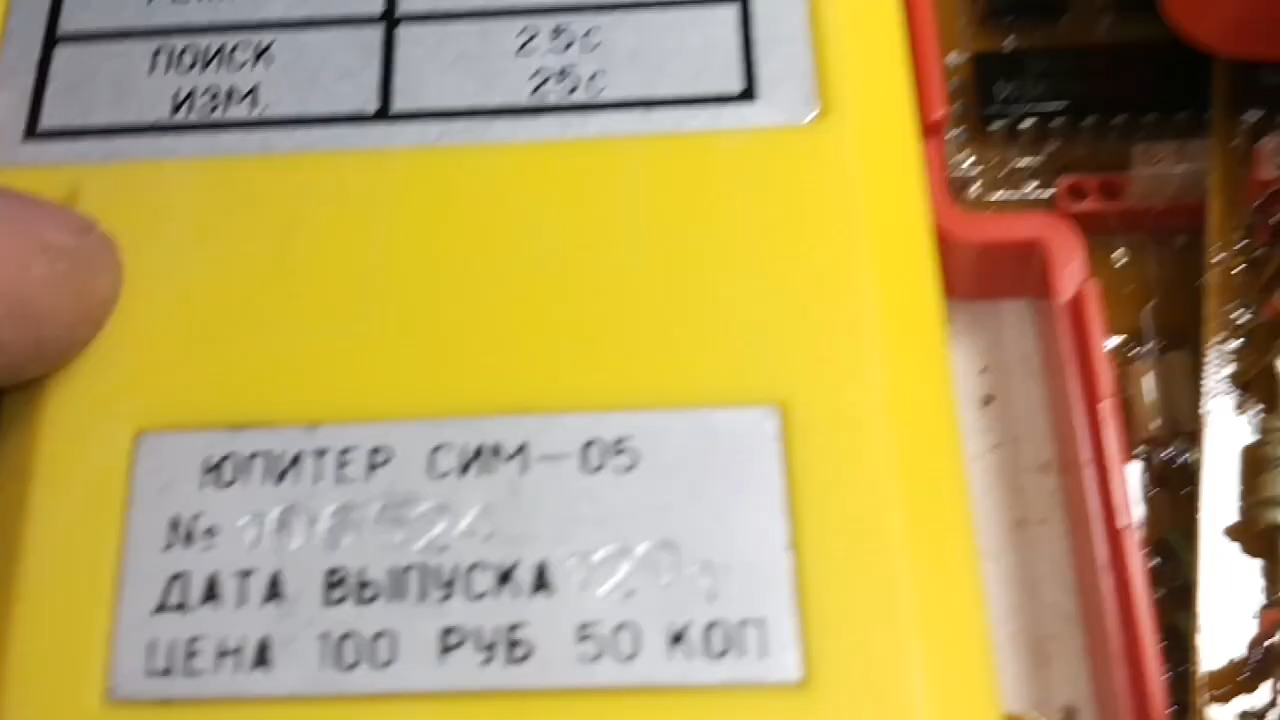 ПОИСК 25с
ИЗМ. 25с
ЮПИТЕР СИМ-05
№
ДАТА ВЫПУСКА
ЦЕНА 100 РУБ 50 КОП